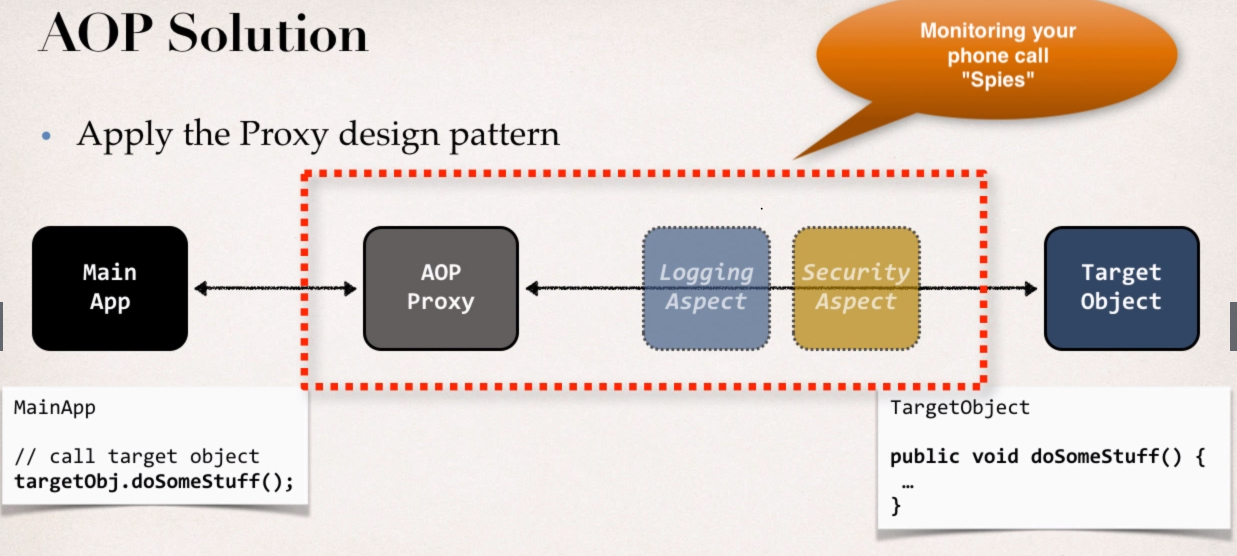 AOP Solution
Monitoring your
phone call
"Spies"
• Apply the Proxy design pattern
Main
App
AOP
Proxy
Logging
Aspect
Security
Aspect
Target
Object
MainApp
// call target object
targetObj.doSomeStuff();
TargetObject
public void doSomeStuff() {
…
}